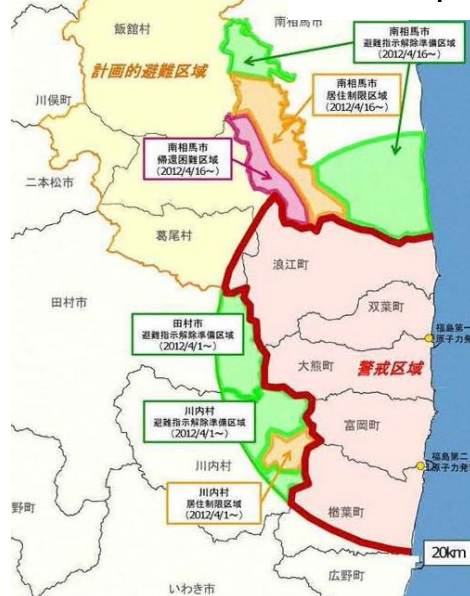 飯館村
南相馬市
南相馬市
避難指示解除準備区域
(2012/4/16～)
計画的避難区域
南相馬市
居住制限区域
(2012/4/16～)
川俣町
南相馬市
帰還困難区域
(2012/4/16～)
二本松市
葛尾村
浪江町
田村市
双葉町
福島第一
原子力発
田村市
避難指示解除準備区域
(2012/4/1～)
大熊町
警戒区域
川内村
避難指示解除準備区域
(2012/4/1～)
富岡町
川内村
福島第二
原子力発
川内村
居住制限区域
(2012/4/1～)
野町
楢葉町
20km
広野町
いわき市